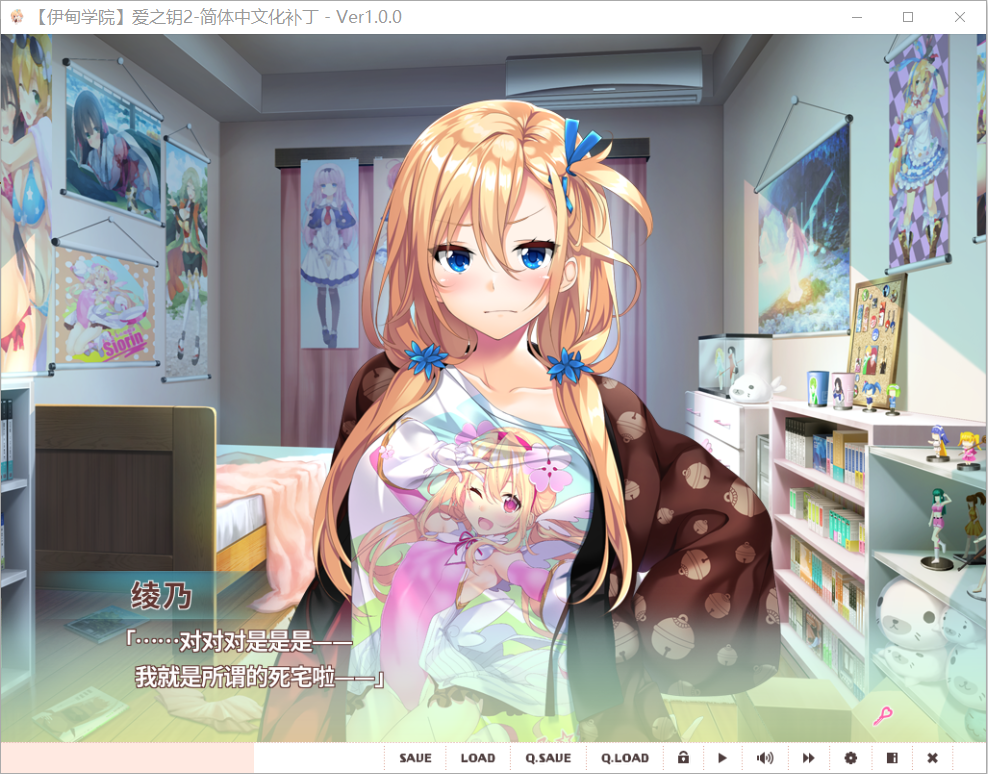 【伊甸学院】爱之钥2-简体中文化补丁 - Ver1.0.0
Siorin
绫乃
「……对对对是是是——
我就是所谓的死宅啦——」
SAVE LOAD Q.SAVE Q.LOAD